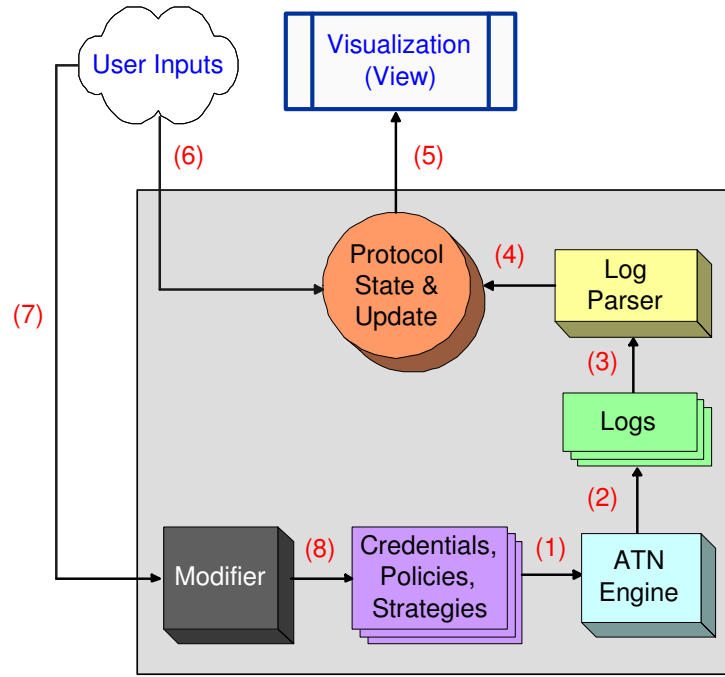 User Inputs
Visualization
(View)
(6)
(5)
Protocol
State &
Update
(4)
Log
Parser
(7)
(3)
Logs
(2)
Modifier
(8)
Credentials,
Policies,
Strategies
(1)
ATN
Engine